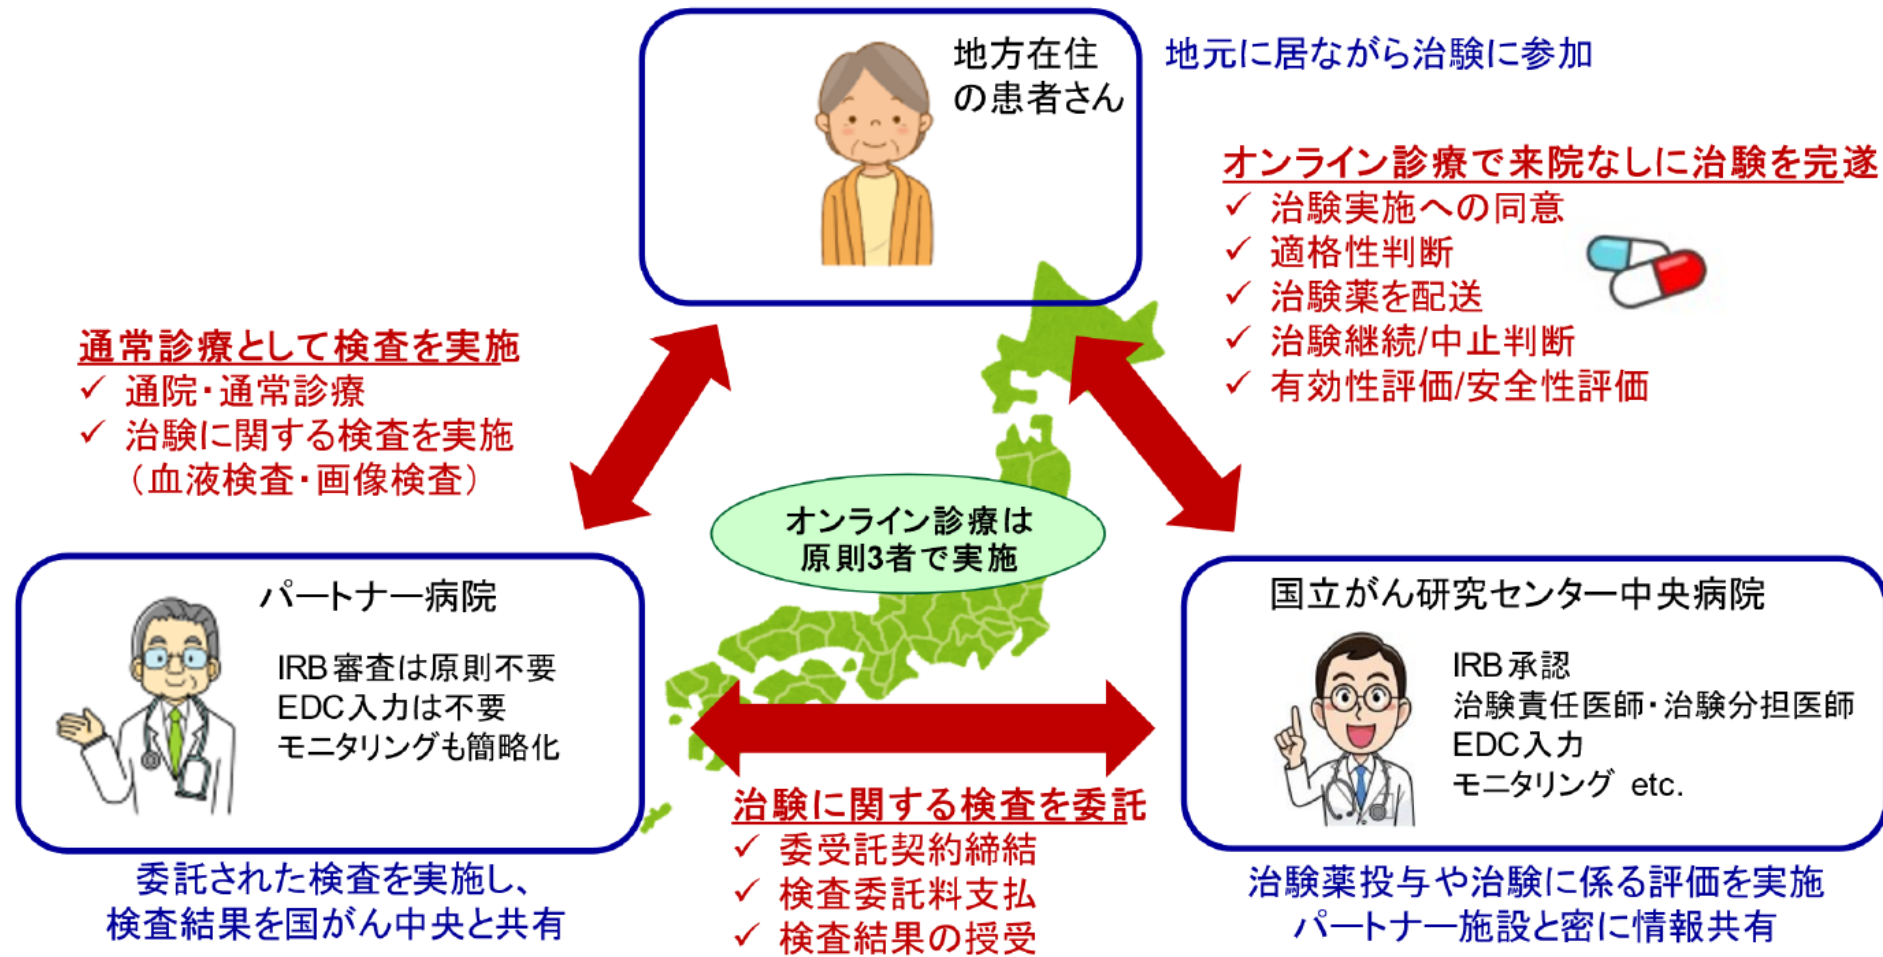 地方在住
の患者さん
地元に居ながら治験に参加
オンライン診療で来院なしに治験を完遂
✓ 治験実施への同意
✓ 適格性判断
✓ 治験薬を配送
✓ 治験継続/中止判断
✓ 有効性評価/安全性評価
通常診療として検査を実施
✓ 通院・通常診療
✓ 治験に関する検査を実施
（血液検査・画像検査）
オンライン診療は
原則3者で実施
パートナー病院
IRB審査は原則不要
EDC入力は不要
モニタリングも簡略化
委託された検査を実施し、
検査結果を国がん中央と共有
国立がん研究センター中央病院
IRB承認
治験責任医師・治験分担医師
EDC入力
モニタリング etc.
治験薬投与や治験に係る評価を実施
パートナー施設と密に情報共有
治験に関する検査を委託
✓ 委受託契約締結
✓ 検査委託料支払
✓ 検査結果の授受